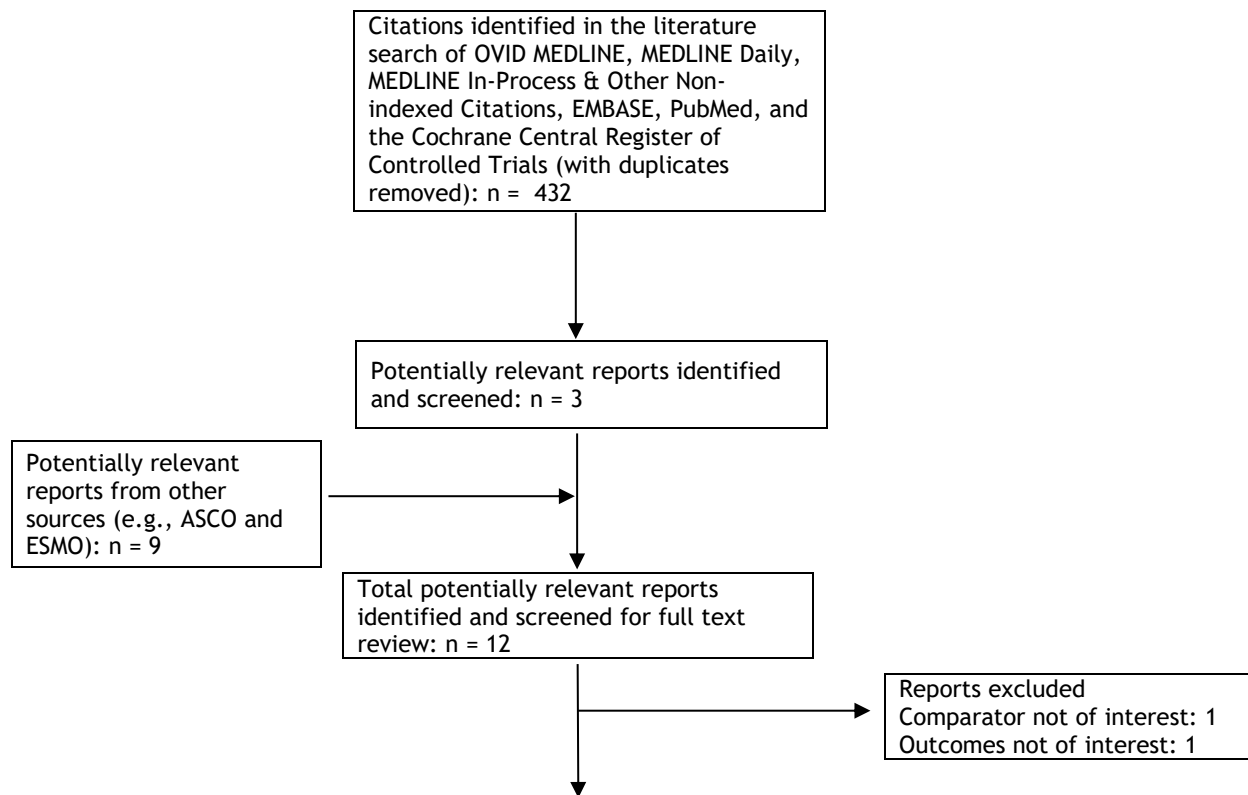 Citations identified in the literature
search of OVID MEDLINE, MEDLINE Daily,
MEDLINE In-Process & Other Non-
indexed Citations, EMBASE, PubMed, and
the Cochrane Central Register of
Controlled Trials (with duplicates
removed): n = 432
Potentially relevant reports identified
and screened: n = 3
Potentially relevant
reports from other
sources (e.g., ASCO and
ESMO): n = 9
Total potentially relevant reports
identified and screened for full text
review: n = 12
Reports excluded
Comparator not of interest: 1
Outcomes not of interest: 1